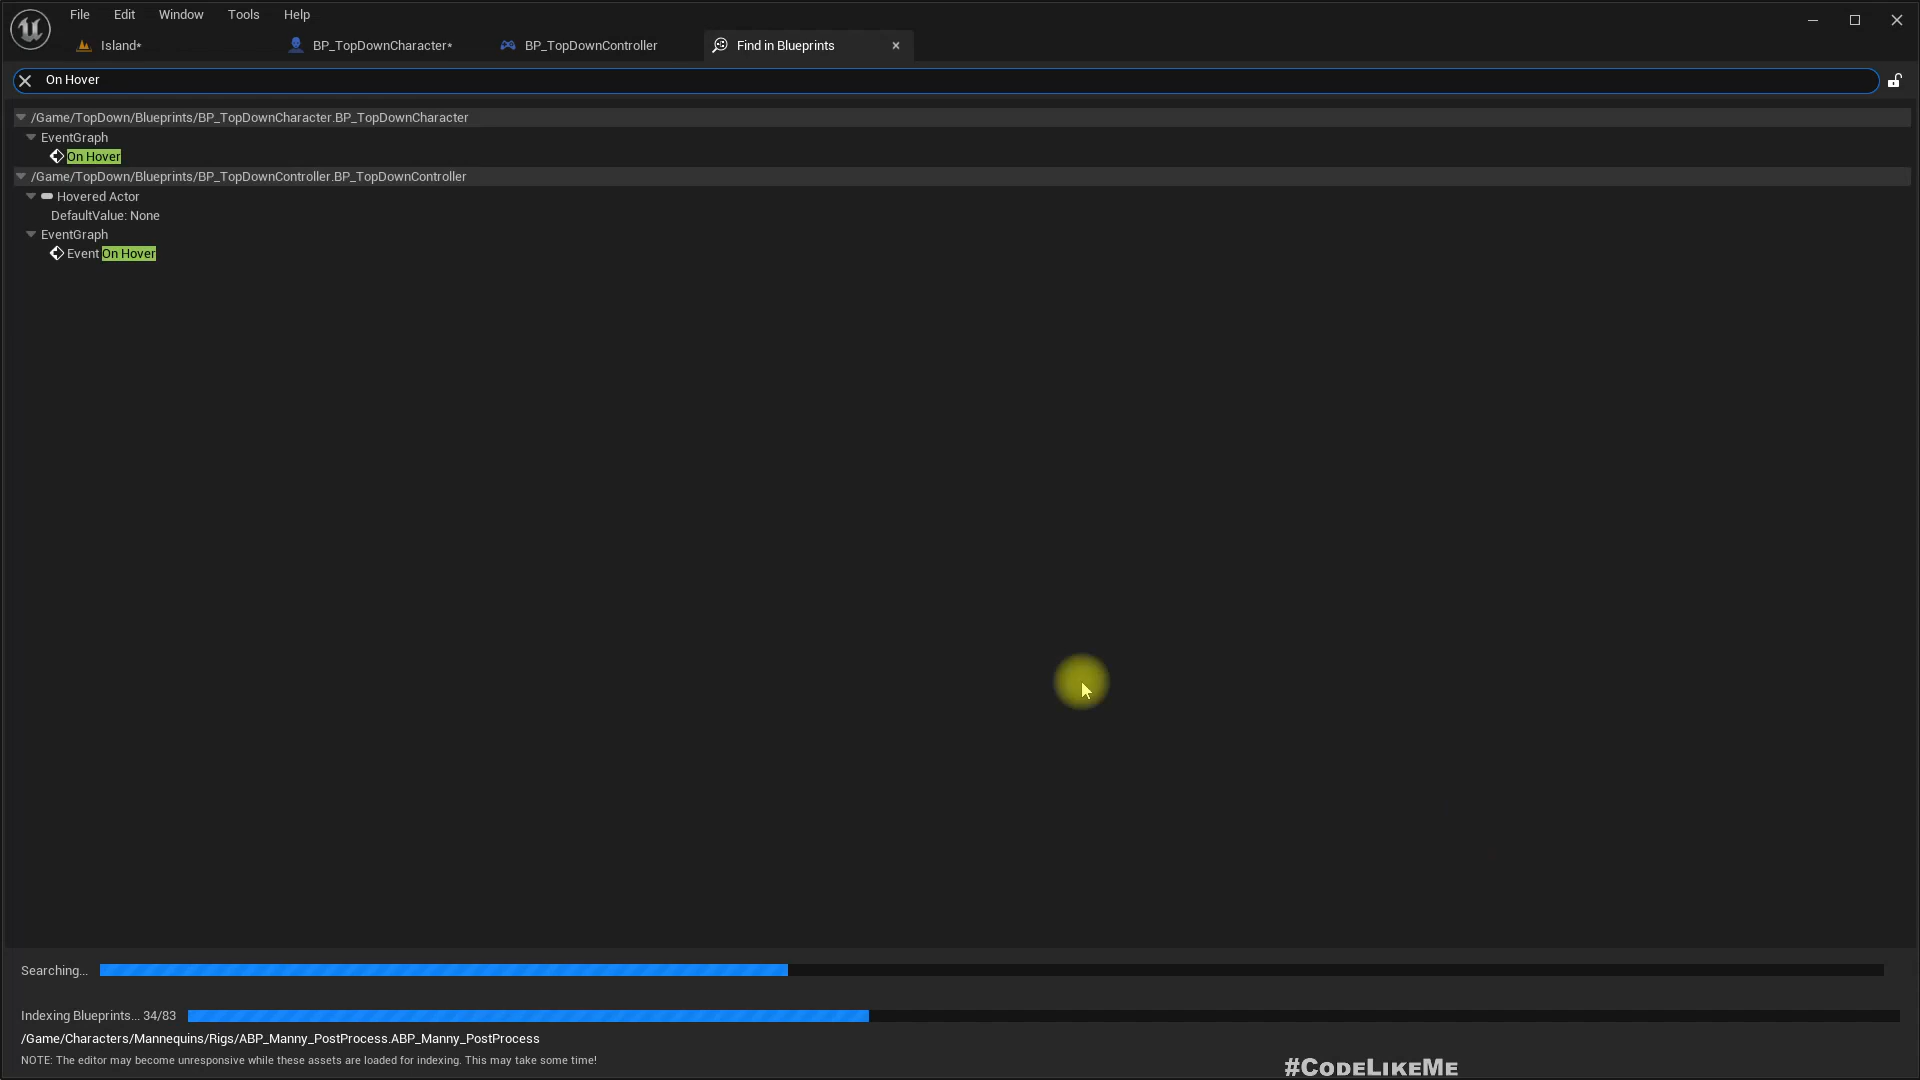 File Edit Window Tools Help
Island* BP_TopDownCharacter* BP_TopDownController Find in Blueprints
On Hover
/Game/TopDown/Blueprints/BP_TopDownCharacter.BP_TopDownCharacter
EventGraph
On Hover
/Game/TopDown/Blueprints/BP_TopDownController.BP_TopDownController
Hovered Actor
DefaultValue: None
EventGraph
Event On Hover
Searching...
Indexing Blueprints... 34/83
/Game/Characters/Mannequins/Rigs/ABP_Manny_PostProcess.ABP_Manny_PostProcess
NOTE: The editor may become unresponsive while these assets are loaded for indexing. This may take some time!
#CodeLikeMe